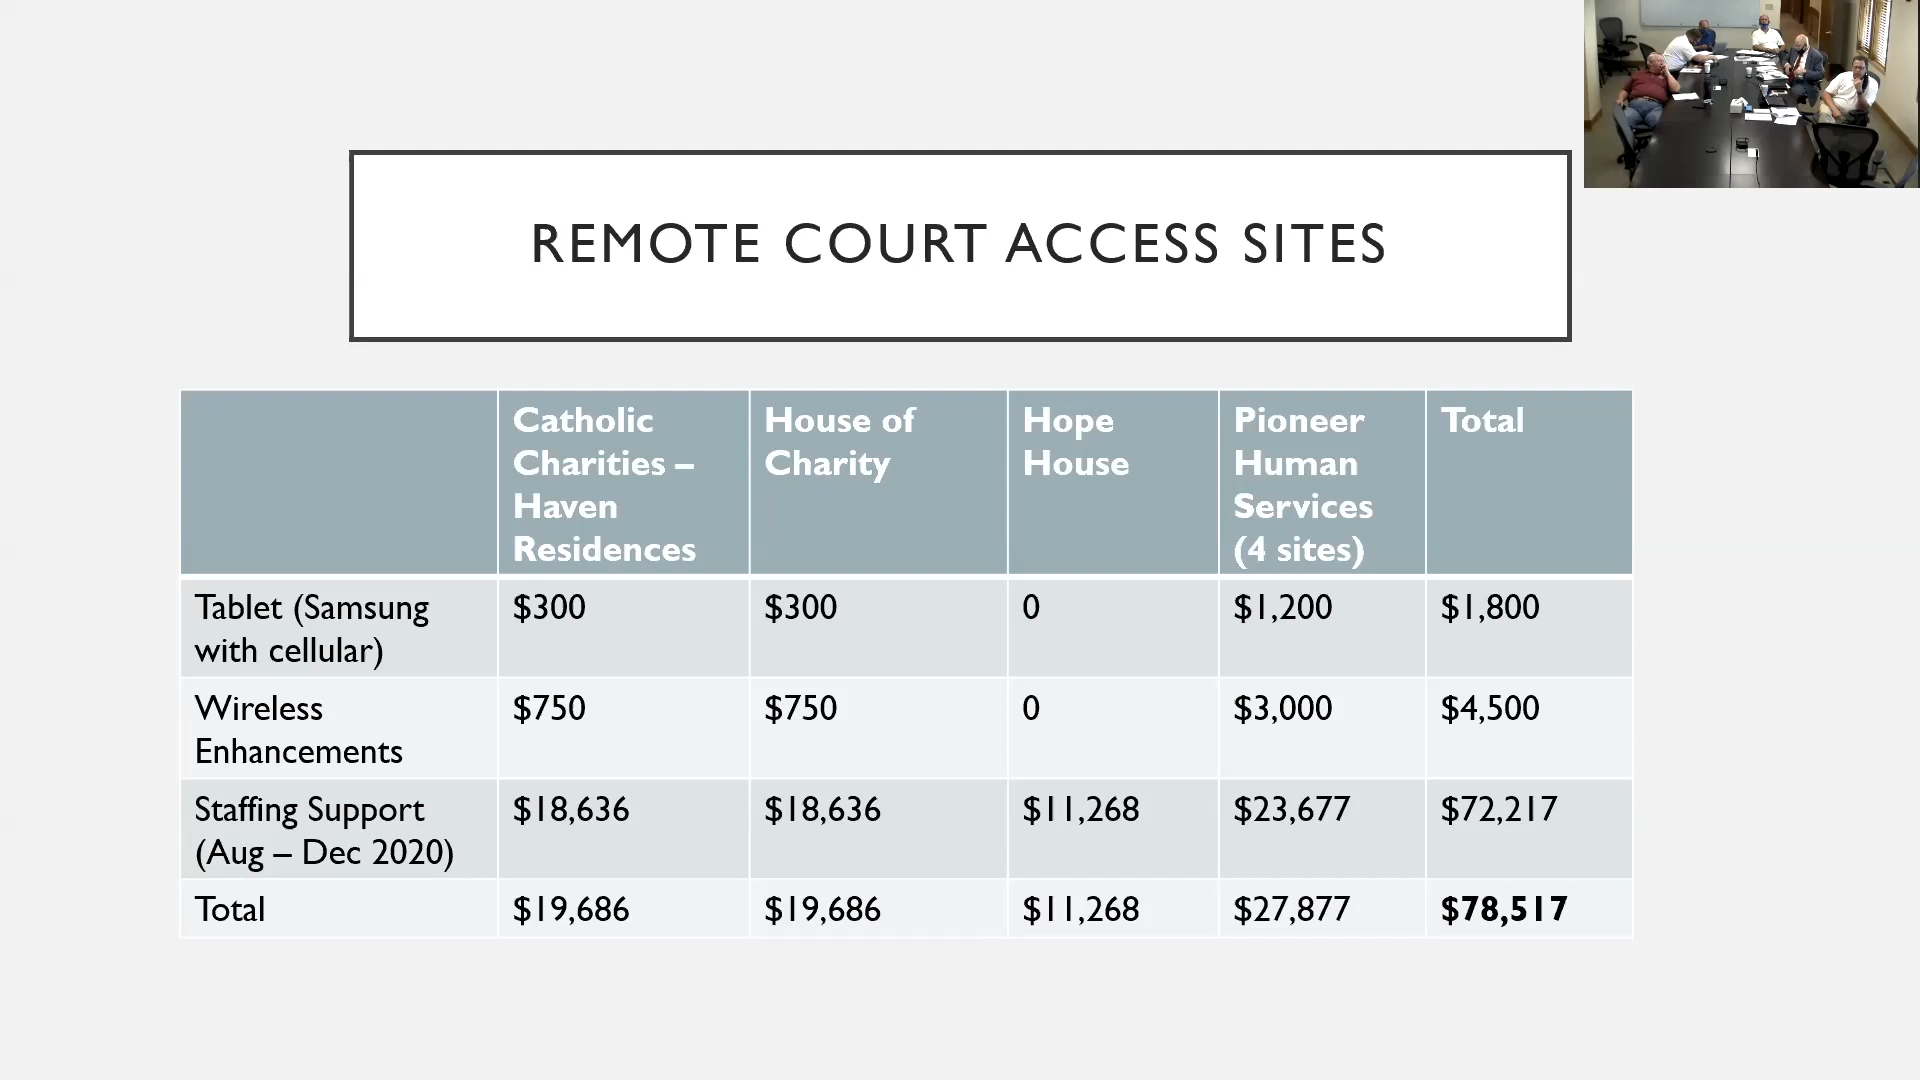 REMOTE COURT ACCESS SITES
Catholic Charities – Haven Residences
House of Charity
Hope House
Pioneer Human Services (4 sites)
Total
Tablet (Samsung with cellular)
$300
$300
0
$1,200
$1,800
Wireless Enhancements
$750
$750
0
$3,000
$4,500
Staffing Support (Aug – Dec 2020)
$18,636
$18,636
$11,268
$23,677
$72,217
Total
$19,686
$19,686
$11,268
$27,877
$78,517